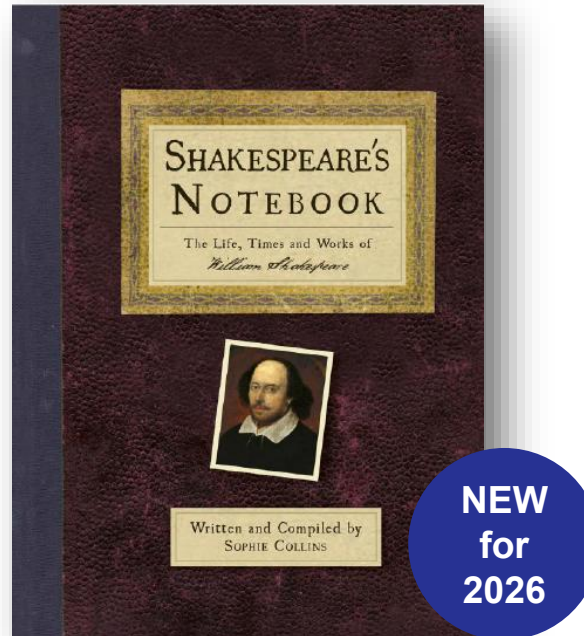 SHAKESPEARE'S
NOTEBOOK
The Life, Times and Works of
William Shakespeare
Written and Compiled by
SOPHIE COLLINS
NEW
for
2026